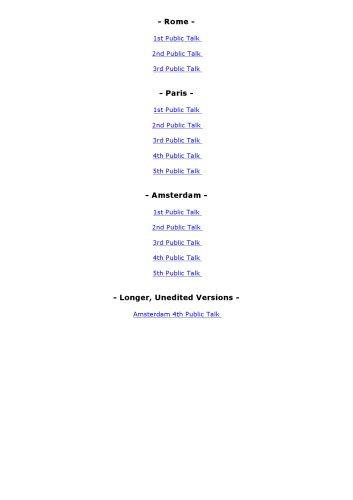 – Rome –
1st Public Talk
2nd Public Talk
3rd Public Talk
– Paris –
1st Public Talk
2nd Public Talk
3rd Public Talk
4th Public Talk
5th Public Talk
– Amsterdam –
1st Public Talk
2nd Public Talk
3rd Public Talk
4th Public Talk
5th Public Talk
– Longer, Unedited Versions –
Amsterdam 4th Public Talk